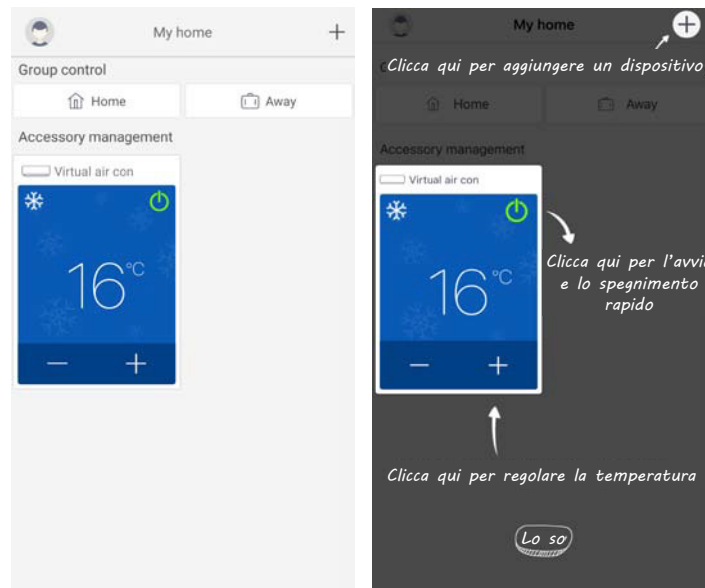 My home +
Group control
Home Away
Accessory management
Virtual air con
16°C
— +
My home +
Clicca qui per aggiungere un dispositivo
Home Away
Accessory management
Virtual air con
16°C
Clicca qui per l'avvio
e lo spegnimento
rapido
— +
Clicca qui per regolare la temperatura
Lo so